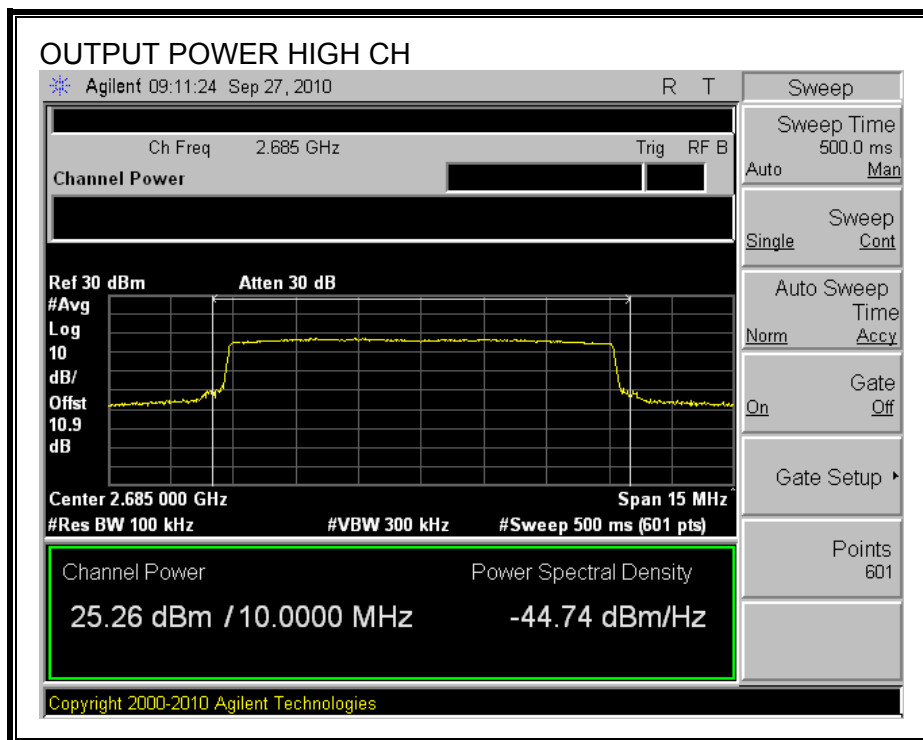 OUTPUT POWER HIGH CH
Agilent 09:11:24 Sep 27, 2010 R T
Sweep
Ch Freq 2.685 GHz Trig RF B
Channel Power
Sweep Time
500.0 ms
Auto Man
Sweep
Single Cont
Ref 30 dBm Atten 30 dB
#Avg
Log
10
dB/
Offst
10.9
dB
Auto Sweep
Time
Norm Accy
Gate
On Off
Gate Setup
Center 2.685 000 GHz Span 15 MHz
#Res BW 100 kHz #VBW 300 kHz #Sweep 500 ms (601 pts)
Points
601
Channel Power Power Spectral Density
25.26 dBm / 10.0000 MHz -44.74 dBm/Hz
Copyright 2000-2010 Agilent Technologies